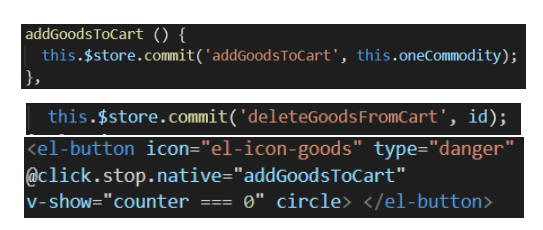 addGoodsToCart () {
this.$store.commit('addGoodsToCart', this.oneCommodity);
},
this.$store.commit('deleteGoodsFromCart', id);
<el-button icon="el-icon-goods" type="danger"
@click.stop.native="addGoodsToCart"
v-show="counter === 0" circle> </el-button>